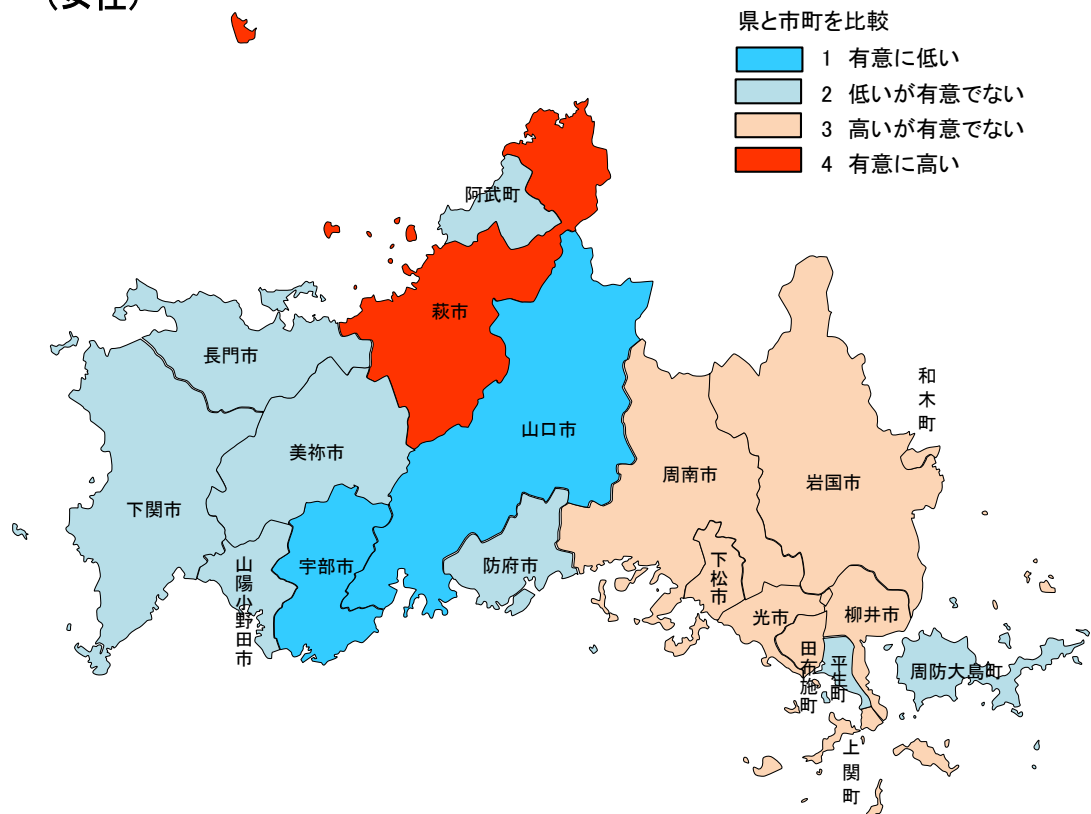 （女性）
県と市町を比較
1 有意に低い
2 低いが有意でない
3 高いが有意でない
4 有意に高い
阿武町
萩市
長門市
和木町
山口市
美祢市
周南市
岩国市
下関市
宇部市
防府市
下松市
山陽小野田市
光市
柳井市
田布施町
平生町
周防大島町
上関町